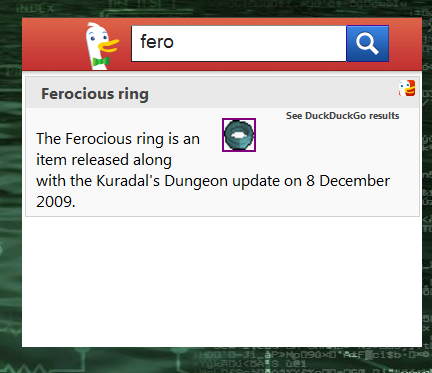 fero
Ferocious ring
See DuckDuckGo results
The Ferocious ring is an
item released along
with the Kuradal's Dungeon update on 8 December
2009.